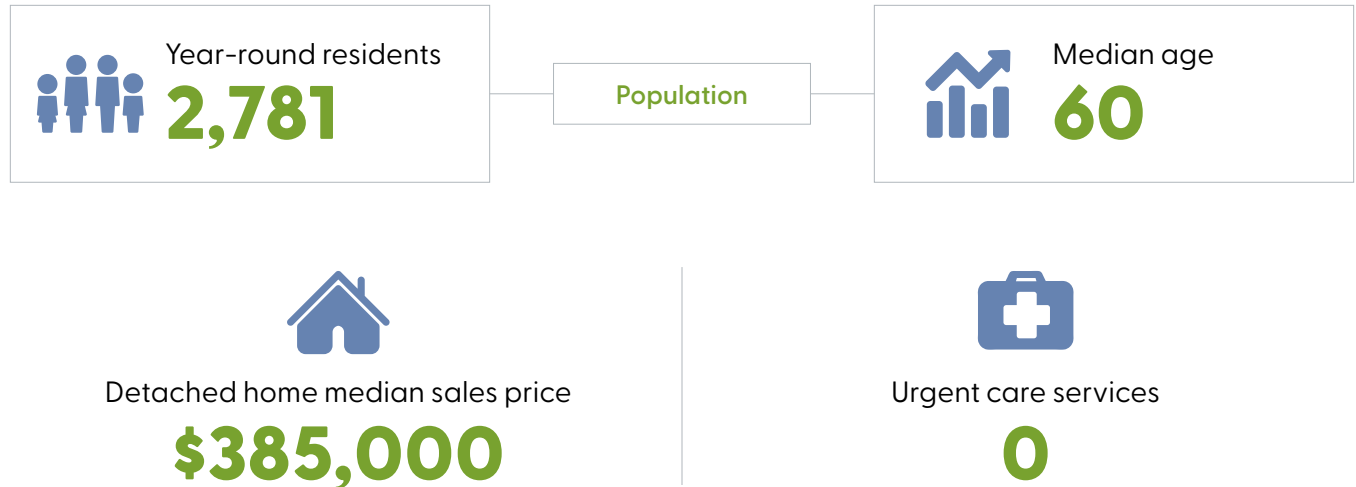 Year-round residents
2,781
Population
Median age
60
Detached home median sales price
$385,000
Urgent care services
0